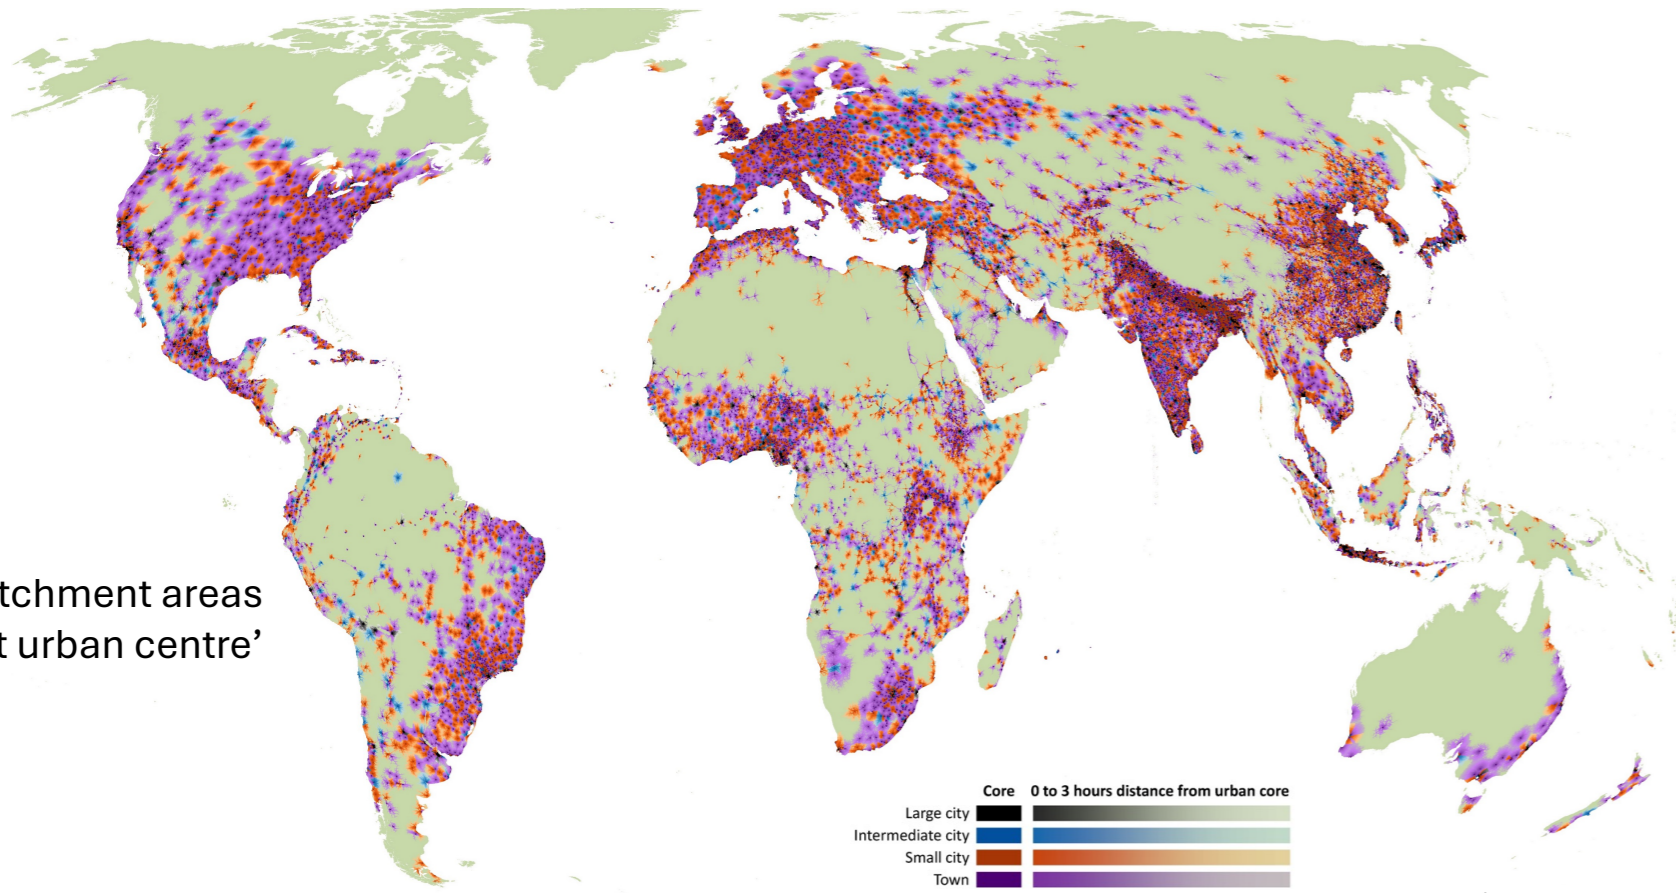 tchment areas
t urban centre’
Core 0 to 3 hours distance from urban core
Large city
Intermediate city
Small city
Town